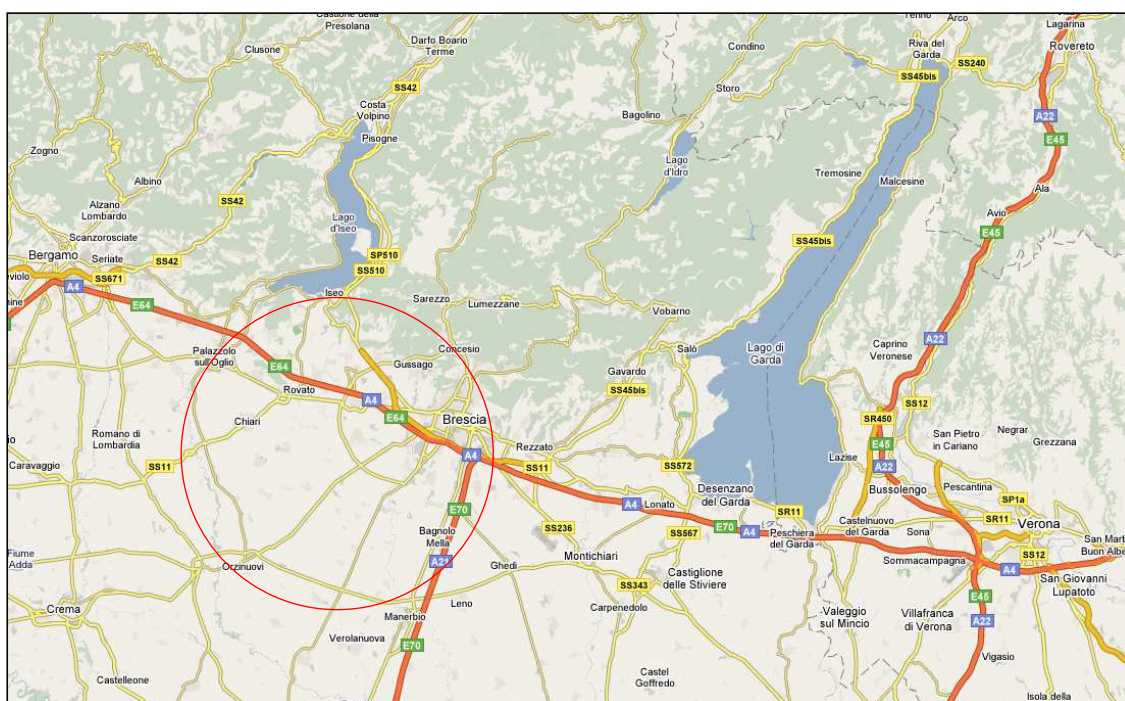 Castione della
Presolana
Clusone
Darfo Boario
Terme
Condino
Tenno
Arco
Riva del
Garda
Lagarina
Rovereto
SS240
SS45bis
SS42
Storo
Costa
Volpino
Pisogne
Bagolino
A22
E45
Zogno
Albino
Lago
d'Idro
Tremosine
Malcesine
Ala
Alzano
Lombardo
SS42
Avio
Lago
d'Iseo
E45
Scanzorosciate
SS45bis
Bergamo
Seriate
SS42
SP510
SS510
SS671
A4
Iseo
Sarezzo
Lumezzane
E64
Vobarno
A22
Caprino
Veronese
Lago di
Garda
Palazzolo
sull'Oglio
Concesio
Gussago
Salò
E64
Gavardo
SS45bis
Rovato
A4
SS12
Chiari
E64
Brescia
SR450
Negrar
Romano di
Lombardia
San Pietro
in Cariano
Grezzana
Rezzato
E45
Caravaggio
SS11
A4
SS11
SS572
Lazise
A22
Desenzano
del Garda
Bussolengo
Pescantina
SP1a
E70
A4
Lonato
SR11
SS236
SS567
E70
A4
Peschiera
del Garda
Castelnuovo
del Garda
Sona
SR11
Verona
Bagnolo
Mella
Fiume
Adda
Orzinuovi
A21
Ghedi
Montichiari
Sommacampagna
SS12
San Mart
Buon Albe
A4
SS343
Castiglione
delle Stiviere
San Giovanni
Lupatoto
Crema
Leno
Carpenedolo
E45
Manerbio
Valeggio
sul Mincio
Villafranca
di Verona
A22
Verolanuova
E70
Vigasio
Castelleone
Castel
Goffredo
Isola della